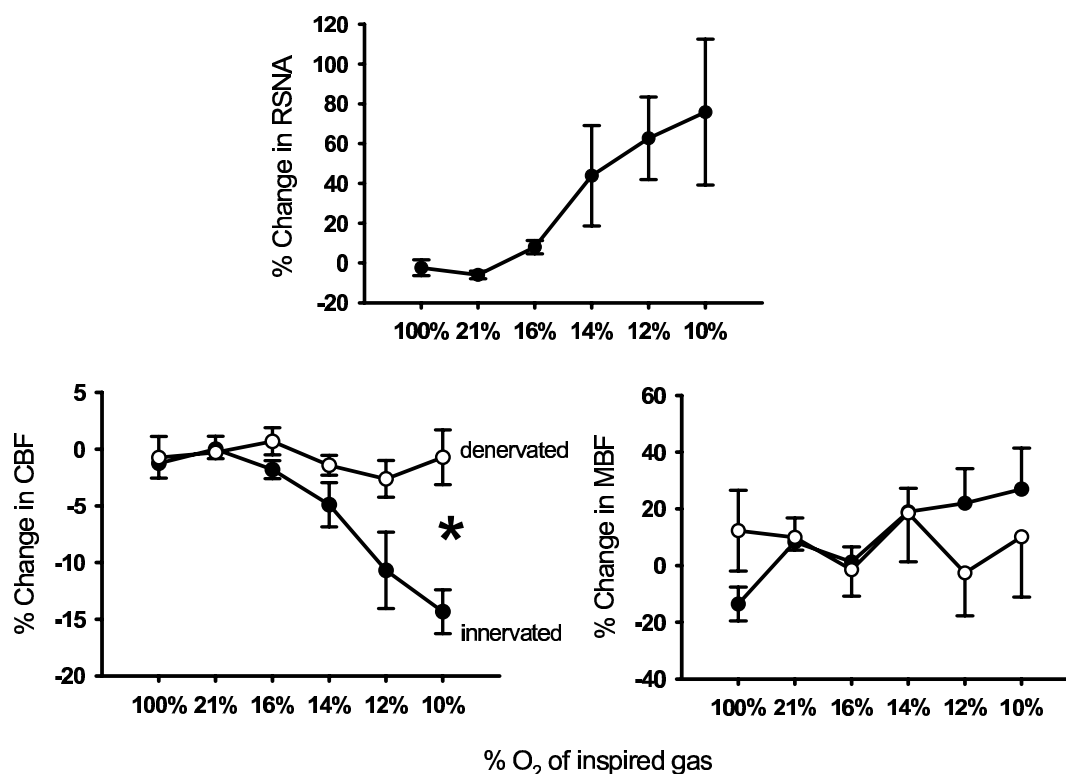 % Change in RSNA
120
100
80
60
40
20
0
-20
100% 21% 16% 14% 12% 10%
% Change in CBF
5
0
-5
-10
-15
-20
denervated
*
innervated
100% 21% 16% 14% 12% 10%
% Change in MBF
60
40
20
0
-20
-40
100% 21% 16% 14% 12% 10%
% O₂ of inspired gas